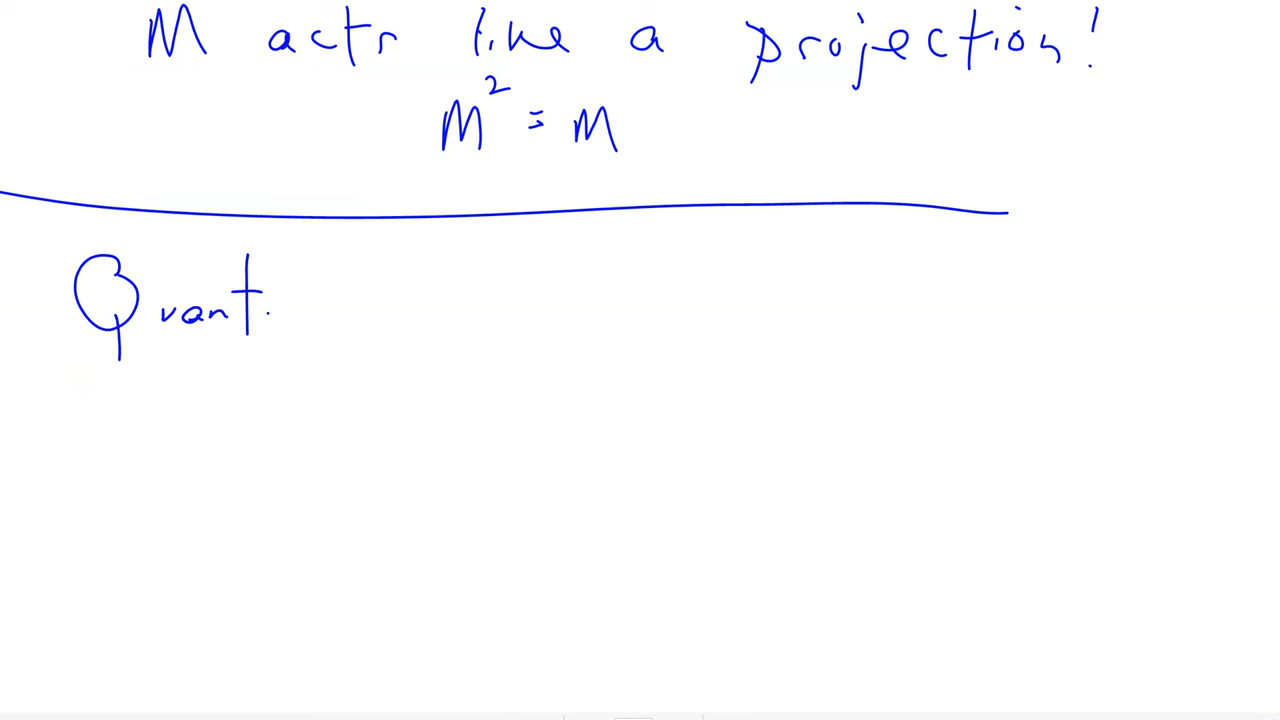 M acts like a projection!
M² = M
Quant.